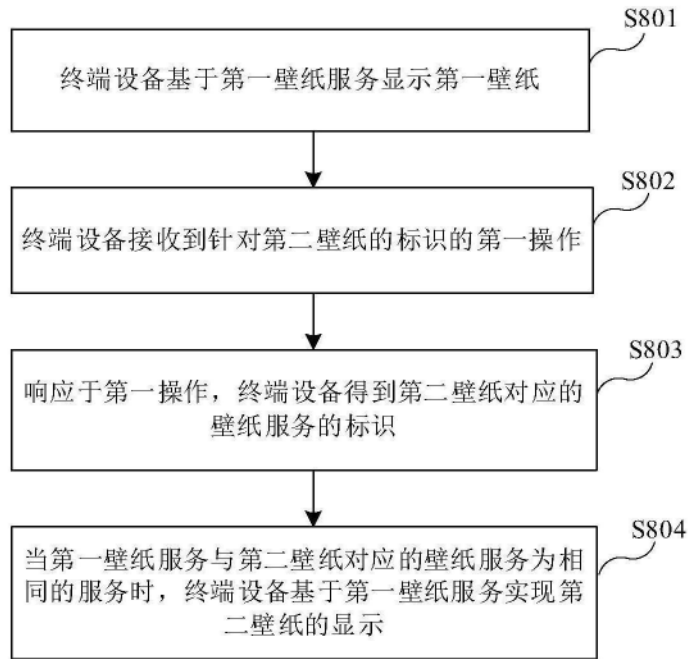 S801
终端设备基于第一壁纸服务显示第一壁纸
S802
终端设备接收到针对第二壁纸的标识的第一操作
S803
响应于第一操作，终端设备得到第二壁纸对应的
壁纸服务的标识
S804
当第一壁纸服务与第二壁纸对应的壁纸服务为相
同的服务时，终端设备基于第一壁纸服务实现第
二壁纸的显示